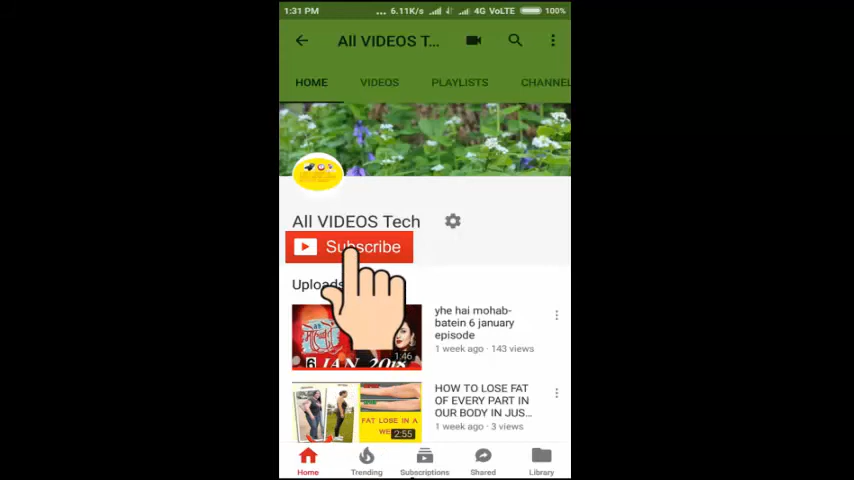 1:31 PM ... 6.11K/s 4G VoLTE 100%
All VIDEOS T...
HOME VIDEOS PLAYLISTS CHANNEL
All VIDEOS Tech
Subscribe
Uploads
yhe hai mohab-
batein 6 january
episode
1 week ago · 143 views
6 JAN 2018
1:46
HOW TO LOSE FAT
OF EVERY PART IN
OUR BODY IN JUS...
1 week ago · 3 views
FAT LOSE IN A
2:55
Home Trending Subscriptions Shared Library